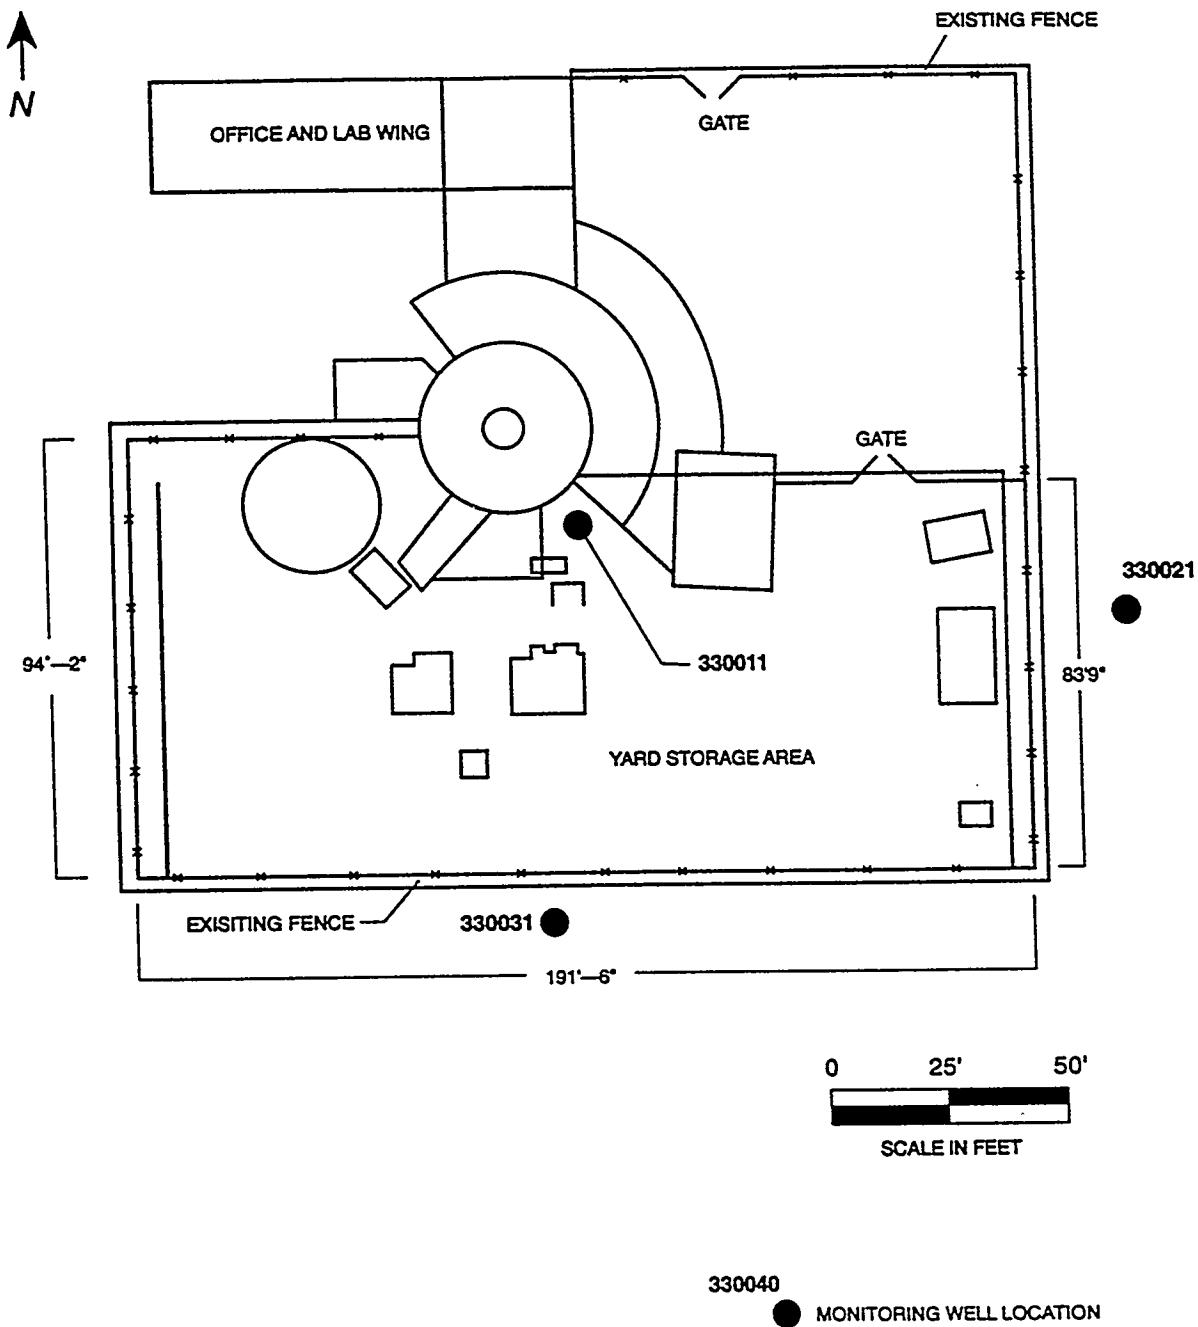 EXISTING FENCE
N
OFFICE AND LAB WING
GATE
GATE
330021
94'—2"
330011
83'9"
YARD STORAGE AREA
EXISITING FENCE
330031
191'—6"
0 25' 50'
SCALE IN FEET
330040
MONITORING WELL LOCATION